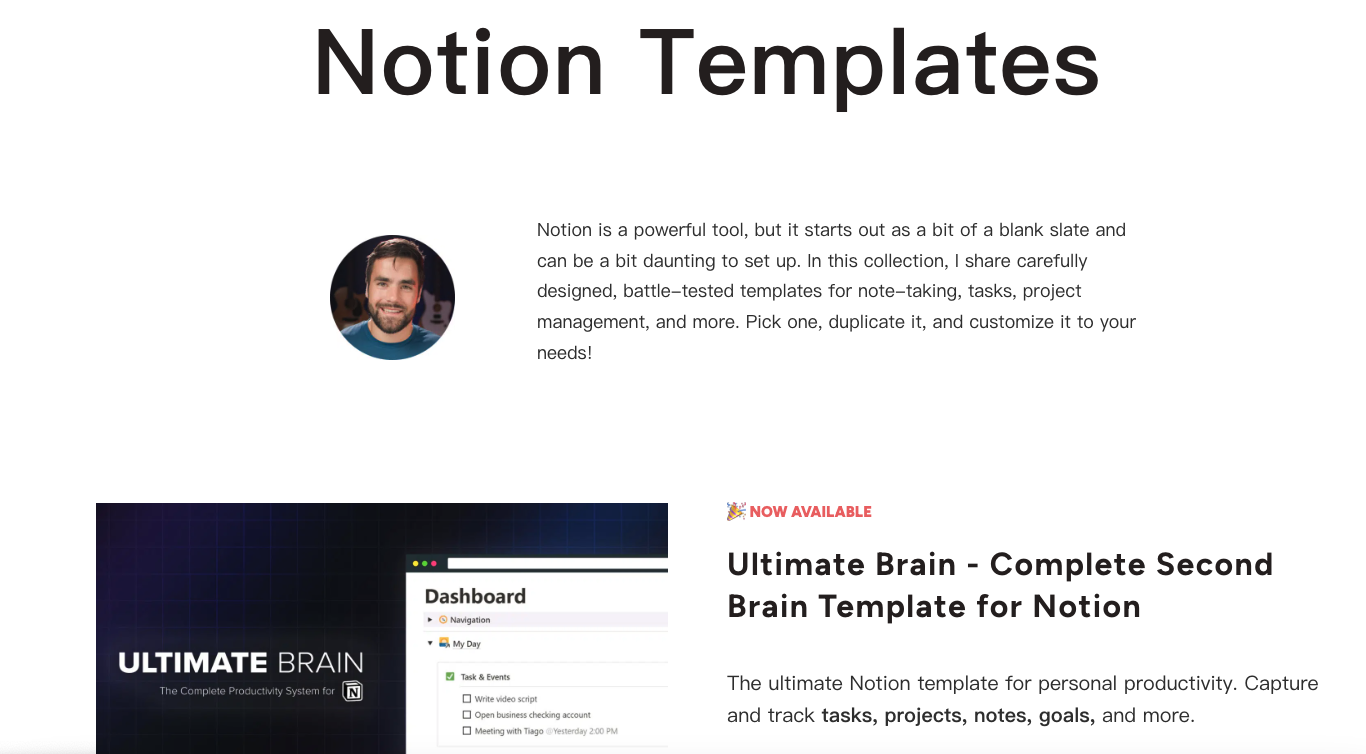 Notion Templates
Notion is a powerful tool, but it starts out as a bit of a blank slate and
can be a bit daunting to set up. In this collection, I share carefully
designed, battle-tested templates for note-taking, tasks, project
management, and more. Pick one, duplicate it, and customize it to your
needs!
ULTIMATE BRAIN
The Complete Productivity System for
Dashboard
Navigation
My Day
Task & Events
Write video script
Open business checking account
Meeting with Tiago @Yesterday 2:00 PM
🎉 NOW AVAILABLE
Ultimate Brain - Complete Second
Brain Template for Notion
The ultimate Notion template for personal productivity. Capture
and track tasks, projects, notes, goals, and more.